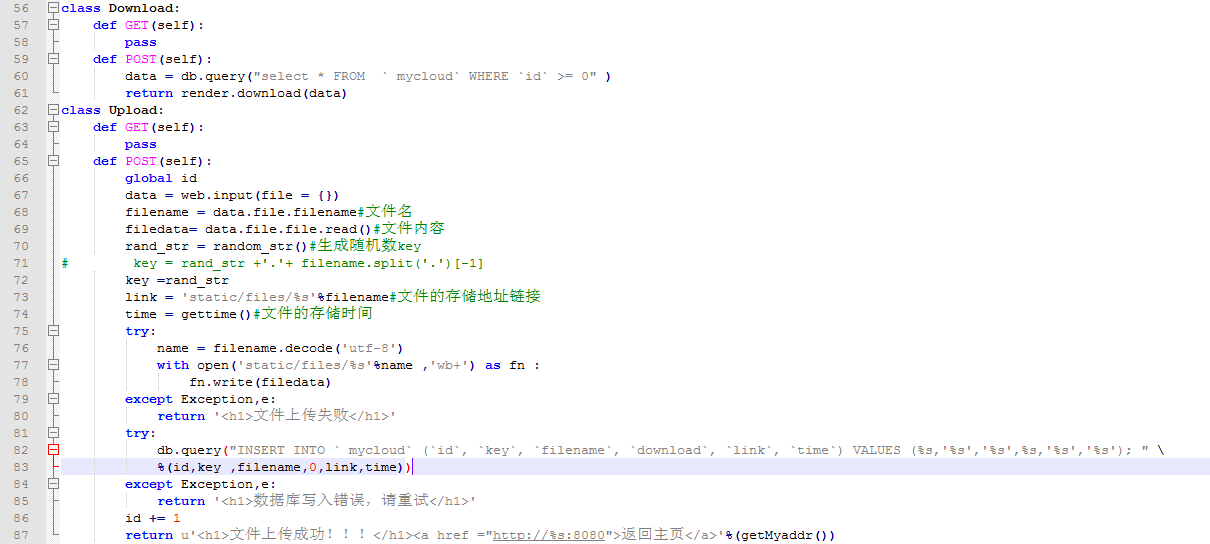 56 class Download:
57     def GET(self):
58         pass
59     def POST(self):
60         data = db.query("select * FROM  ` mycloud` WHERE `id` >= 0" )
61         return render.download(data)
62 class Upload:
63     def GET(self):
64         pass
65     def POST(self):
66         global id
67         data = web.input(file = {})
68         filename = data.file.filename#文件名
69         filedata= data.file.file.read()#文件内容
70         rand_str = random_str()#生成随机数key
71 #        key = rand_str +'.'+ filename.split('.')[-1]
72         key =rand_str
73         link = 'static/files/%s'%filename#文件的存储地址链接
74         time = gettime()#文件的存储时间
75         try:
76             name = filename.decode('utf-8')
77             with open('static/files/%s'%name ,'wb+') as fn :
78                 fn.write(filedata)
79         except Exception,e:
80             return '<h1>文件上传失败</h1>'
81         try:
82             db.query("INSERT INTO ` mycloud` (`id`, `key`, `filename`, `download`, `link`, `time`) VALUES (%s,'%s','%s',%s,'%s','%s'); " \
83             %(id,key ,filename,0,link,time))
84         except Exception,e:
85             return '<h1>数据库写入错误，请重试</h1>'
86         id += 1
87         return u'<h1>文件上传成功！！！</h1><a href ="http://%s:8080">返回主页</a>'%(getMyaddr())